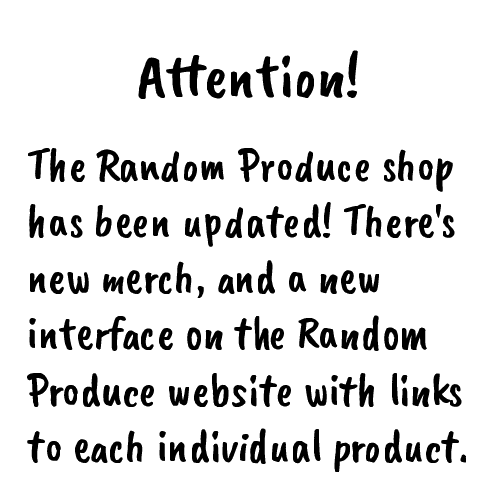 Attention!
The Random Produce shop
has been updated! There's
new merch, and a new
interface on the Random
Produce website with links
to each individual product.